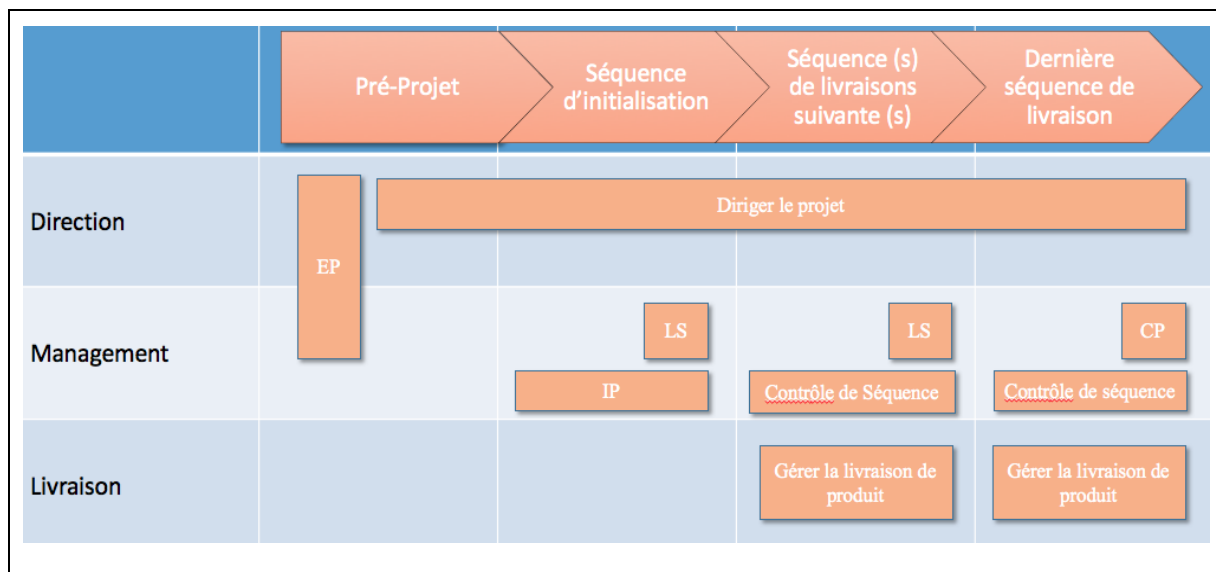 Pré-Projet
Séquence
d’initialisation
Séquence (s)
de livraisons
suivante (s)
Dernière
séquence de
livraison
Direction
EP
Diriger le projet
Management
LS
LS
CP
IP
Contrôle de Séquence
Contrôle de séquence
Livraison
Gérer la livraison de
produit
Gérer la livraison de
produit